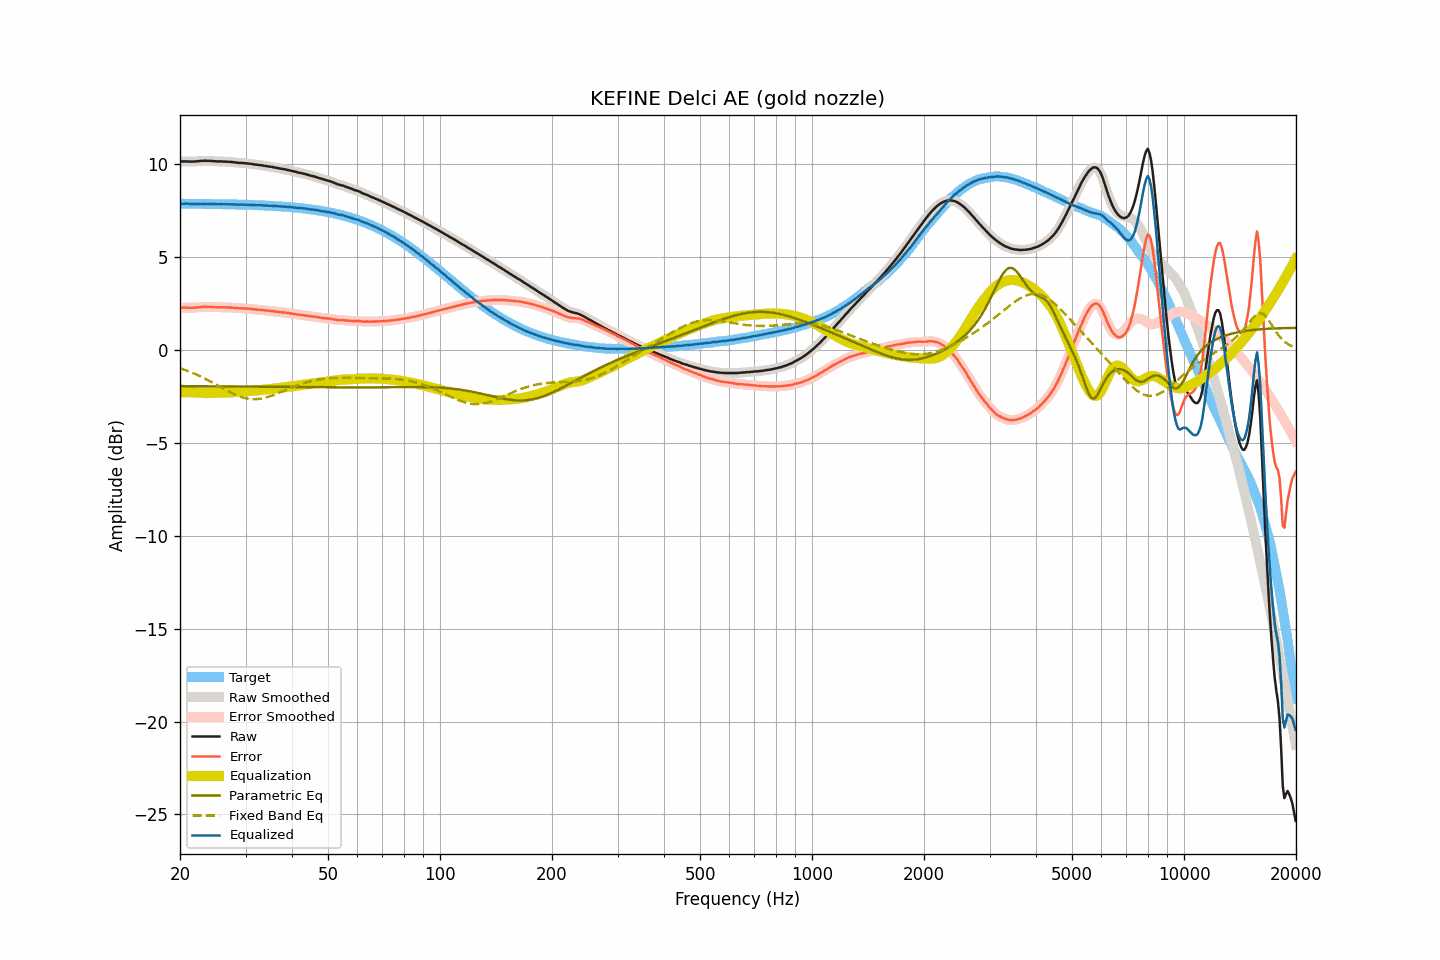 KEFINE Delci AE (gold nozzle)
10
5
0
−5
−10
−15
−20
−25
Amplitude (dBr)
Target
Raw Smoothed
Error Smoothed
Raw
Error
Equalization
Parametric Eq
Fixed Band Eq
Equalized
20 50 100 200 500 1000 2000 5000 10000 20000
Frequency (Hz)